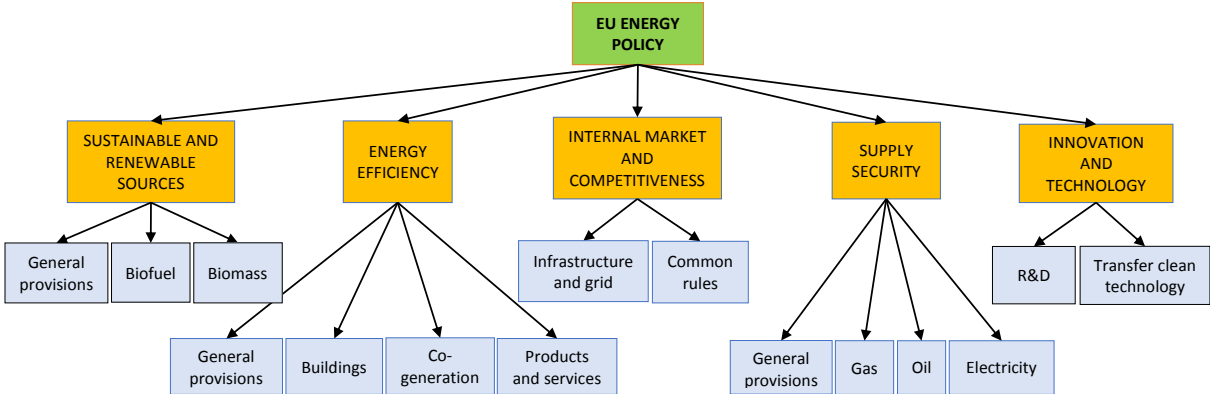 EU ENERGY
POLICY
SUSTAINABLE AND
RENEWABLE
SOURCES
ENERGY
EFFICIENCY
INTERNAL MARKET
AND
COMPETITIVENESS
SUPPLY
SECURITY
INNOVATION
AND
TECHNOLOGY
General
provisions
Biofuel
Biomass
Infrastructure
and grid
Common
rules
R&D
Transfer clean
technology
General
provisions
Buildings
Co-
generation
Products
and services
General
provisions
Gas
Oil
Electricity